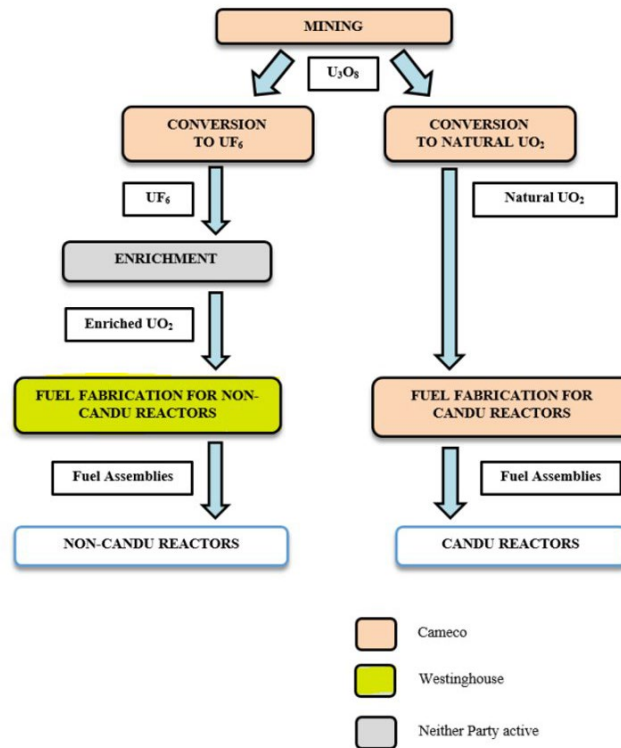 MINING
U₃O₈
CONVERSION
TO UF₆
CONVERSION
TO NATURAL UO₂
UF₆
Natural UO₂
ENRICHMENT
Enriched UO₂
FUEL FABRICATION FOR NON-
CANDU REACTORS
FUEL FABRICATION FOR
CANDU REACTORS
Fuel Assemblies
Fuel Assemblies
NON-CANDU REACTORS
CANDU REACTORS
Cameco
Westinghouse
Neither Party active